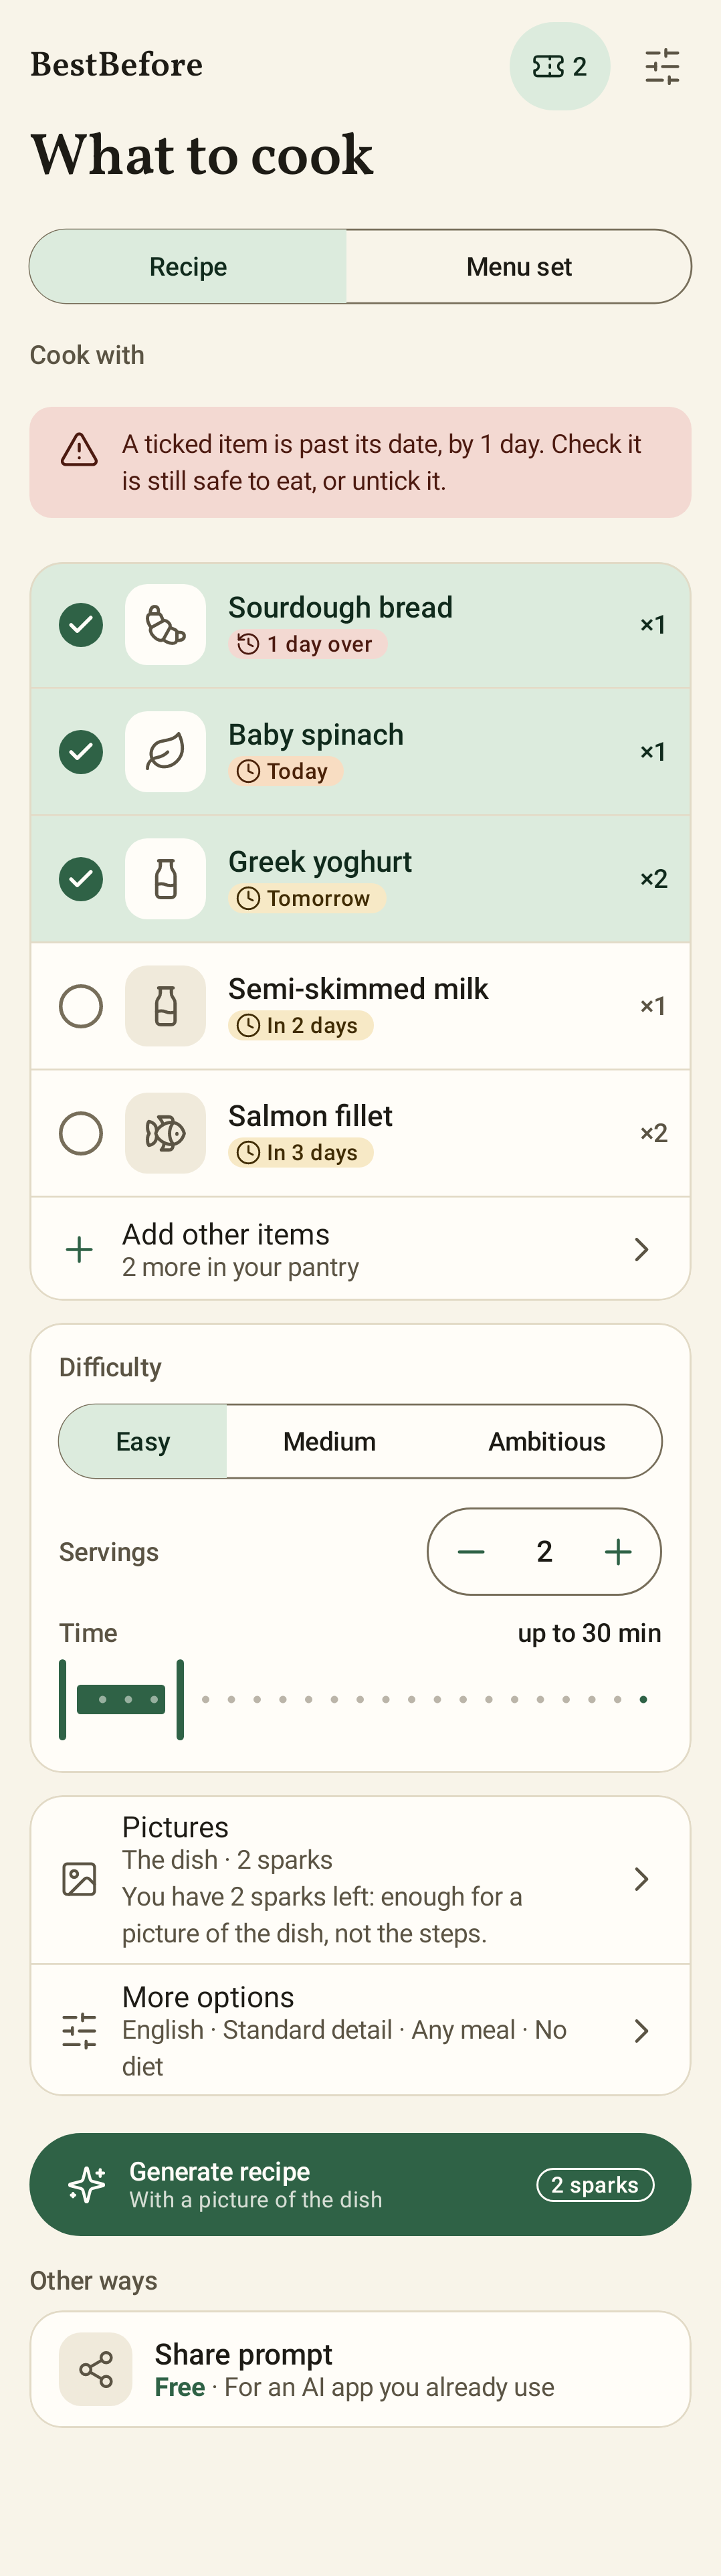 BestBefore
2
What to cook
Recipe
Menu set
Cook with
A ticked item is past its date, by 1 day. Check it
is still safe to eat, or untick it.
Sourdough bread
1 day over
×1
Baby spinach
Today
×1
Greek yoghurt
Tomorrow
×2
Semi-skimmed milk
In 2 days
×1
Salmon fillet
In 3 days
×2
Add other items
2 more in your pantry
Difficulty
Easy
Medium
Ambitious
Servings
2
Time
up to 30 min
Pictures
The dish · 2 sparks
You have 2 sparks left: enough for a
picture of the dish, not the steps.
More options
English · Standard detail · Any meal · No
diet
Generate recipe
With a picture of the dish
2 sparks
Other ways
Share prompt
Free · For an AI app you already use